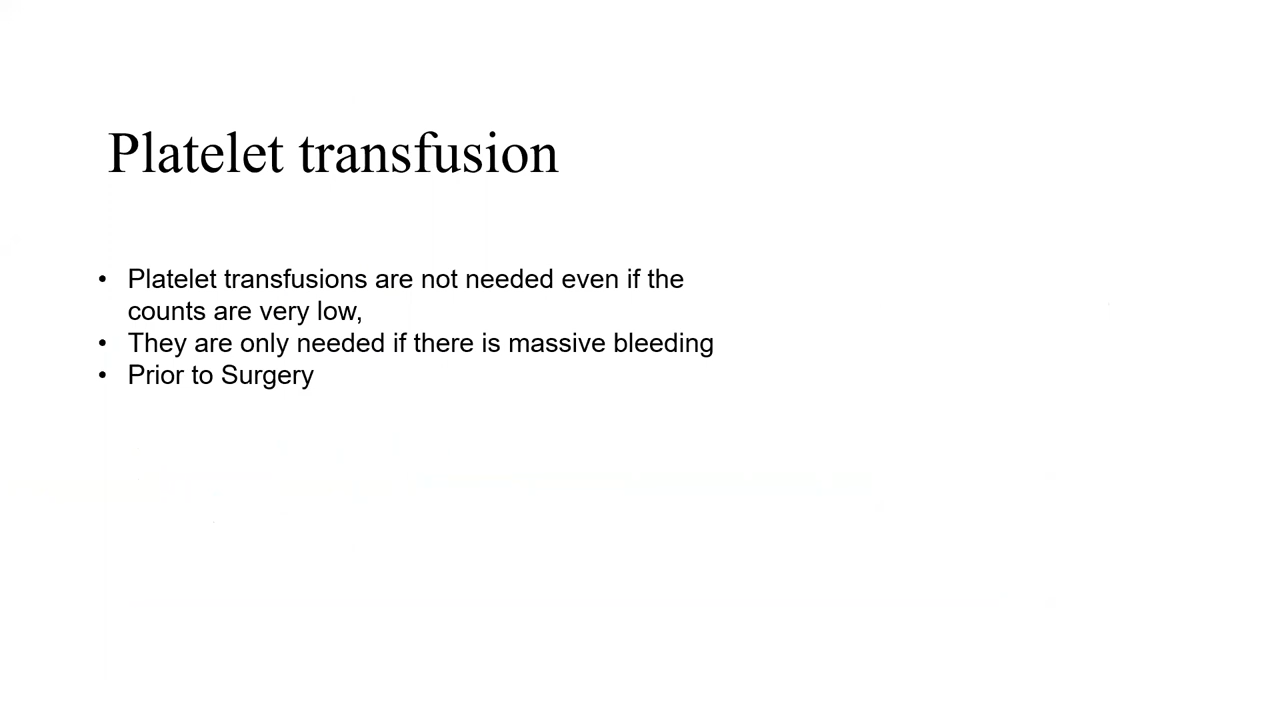 Platelet transfusion
• Platelet transfusions are not needed even if the
counts are very low,
• They are only needed if there is massive bleeding
• Prior to Surgery